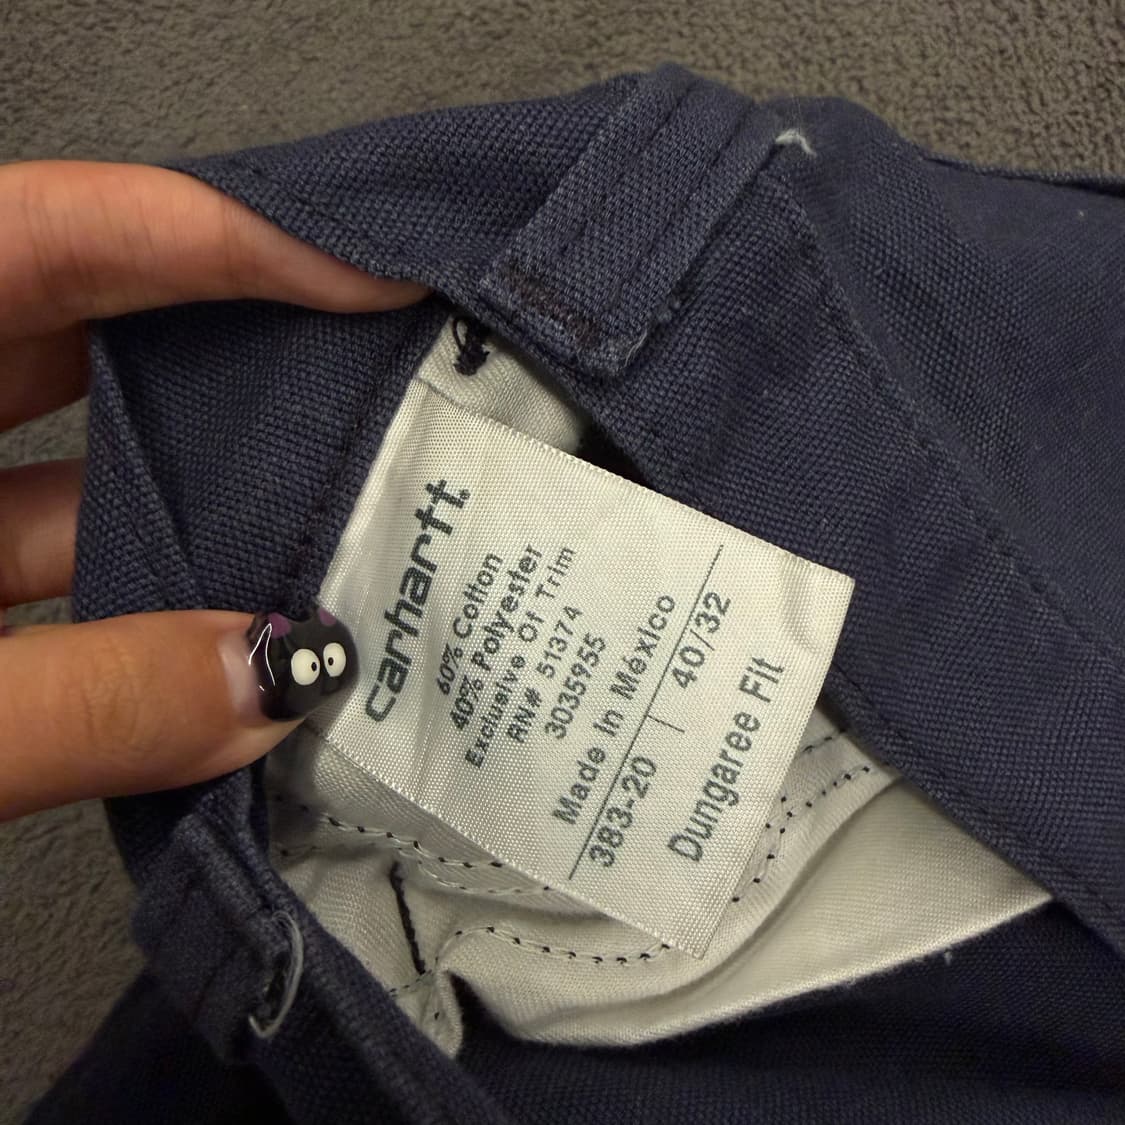 carhartt.
60% Cotton
40% Polyester
Exclusive Of Trim
RN# 51374
3035955
Made In México
383-20 | 40/32
Dungaree Fit